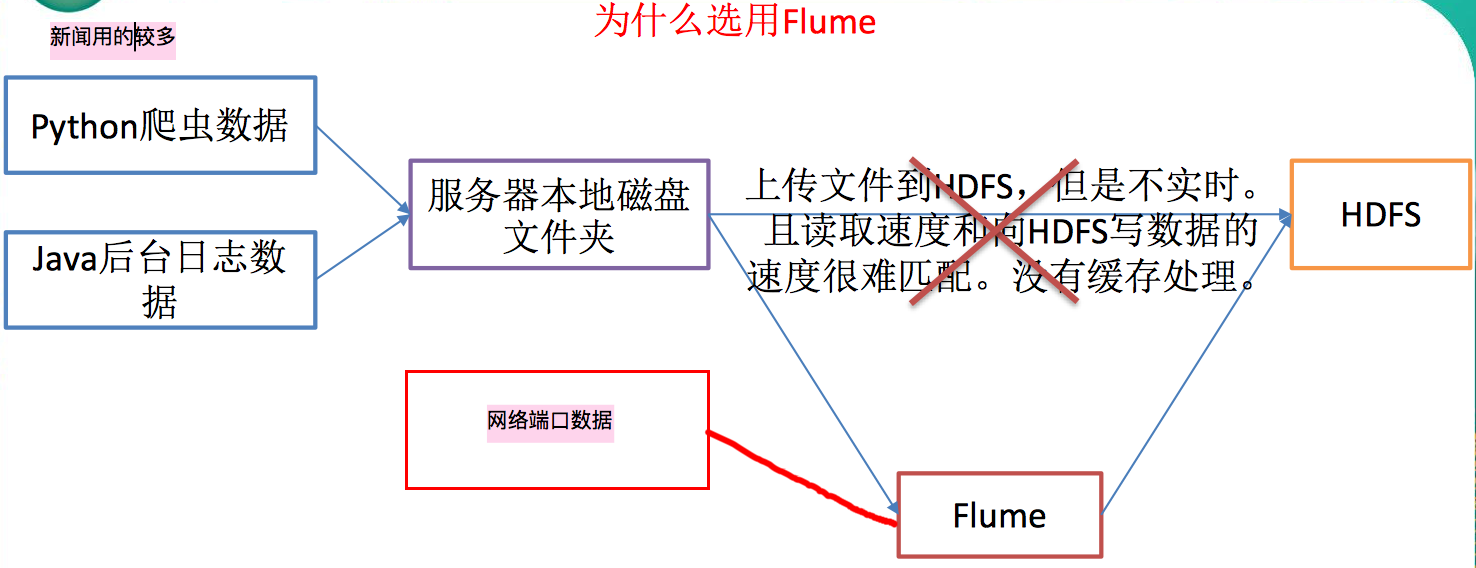 为什么选用Flume
新闻用的较多
Python爬虫数据
Java后台日志数
据
服务器本地磁盘
文件夹
上传文件到HDFS，但是不实时。
且读取速度和向HDFS写数据的
速度很难匹配。没有缓存处理。
HDFS
网络端口数据
Flume